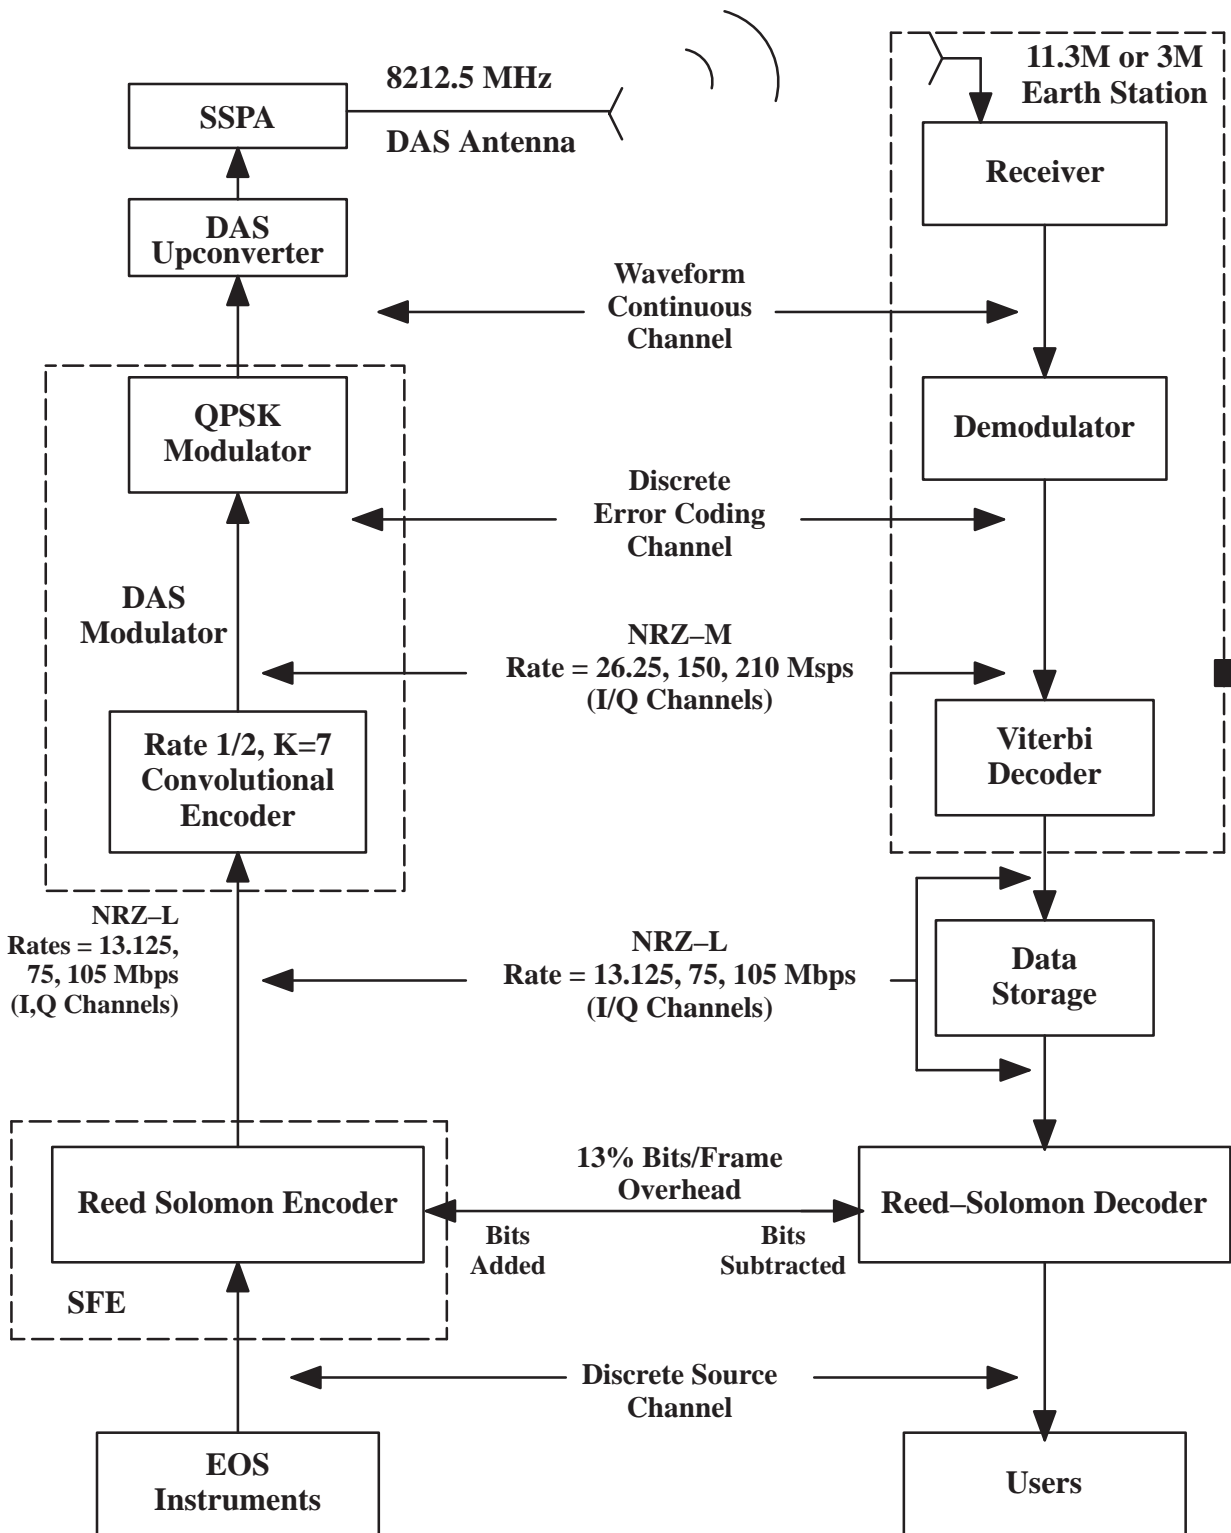 8212.5 MHz
SSPA
DAS Antenna
11.3M or 3M
Earth Station
Receiver
DAS
Upconverter
Waveform
Continuous
Channel
QPSK
Modulator
Demodulator
Discrete
Error Coding
Channel
DAS
Modulator
NRZ–M
Rate = 26.25, 150, 210 Msps
(I/Q Channels)
Rate 1/2, K=7
Convolutional
Encoder
Viterbi
Decoder
NRZ–L
Rates = 13.125,
75, 105 Mbps
(I,Q Channels)
NRZ–L
Rate = 13.125, 75, 105 Mbps
(I/Q Channels)
Data
Storage
Reed Solomon Encoder
13% Bits/Frame
Overhead
Bits
Added
Bits
Subtracted
Reed–Solomon Decoder
SFE
Discrete Source
Channel
EOS
Instruments
Users